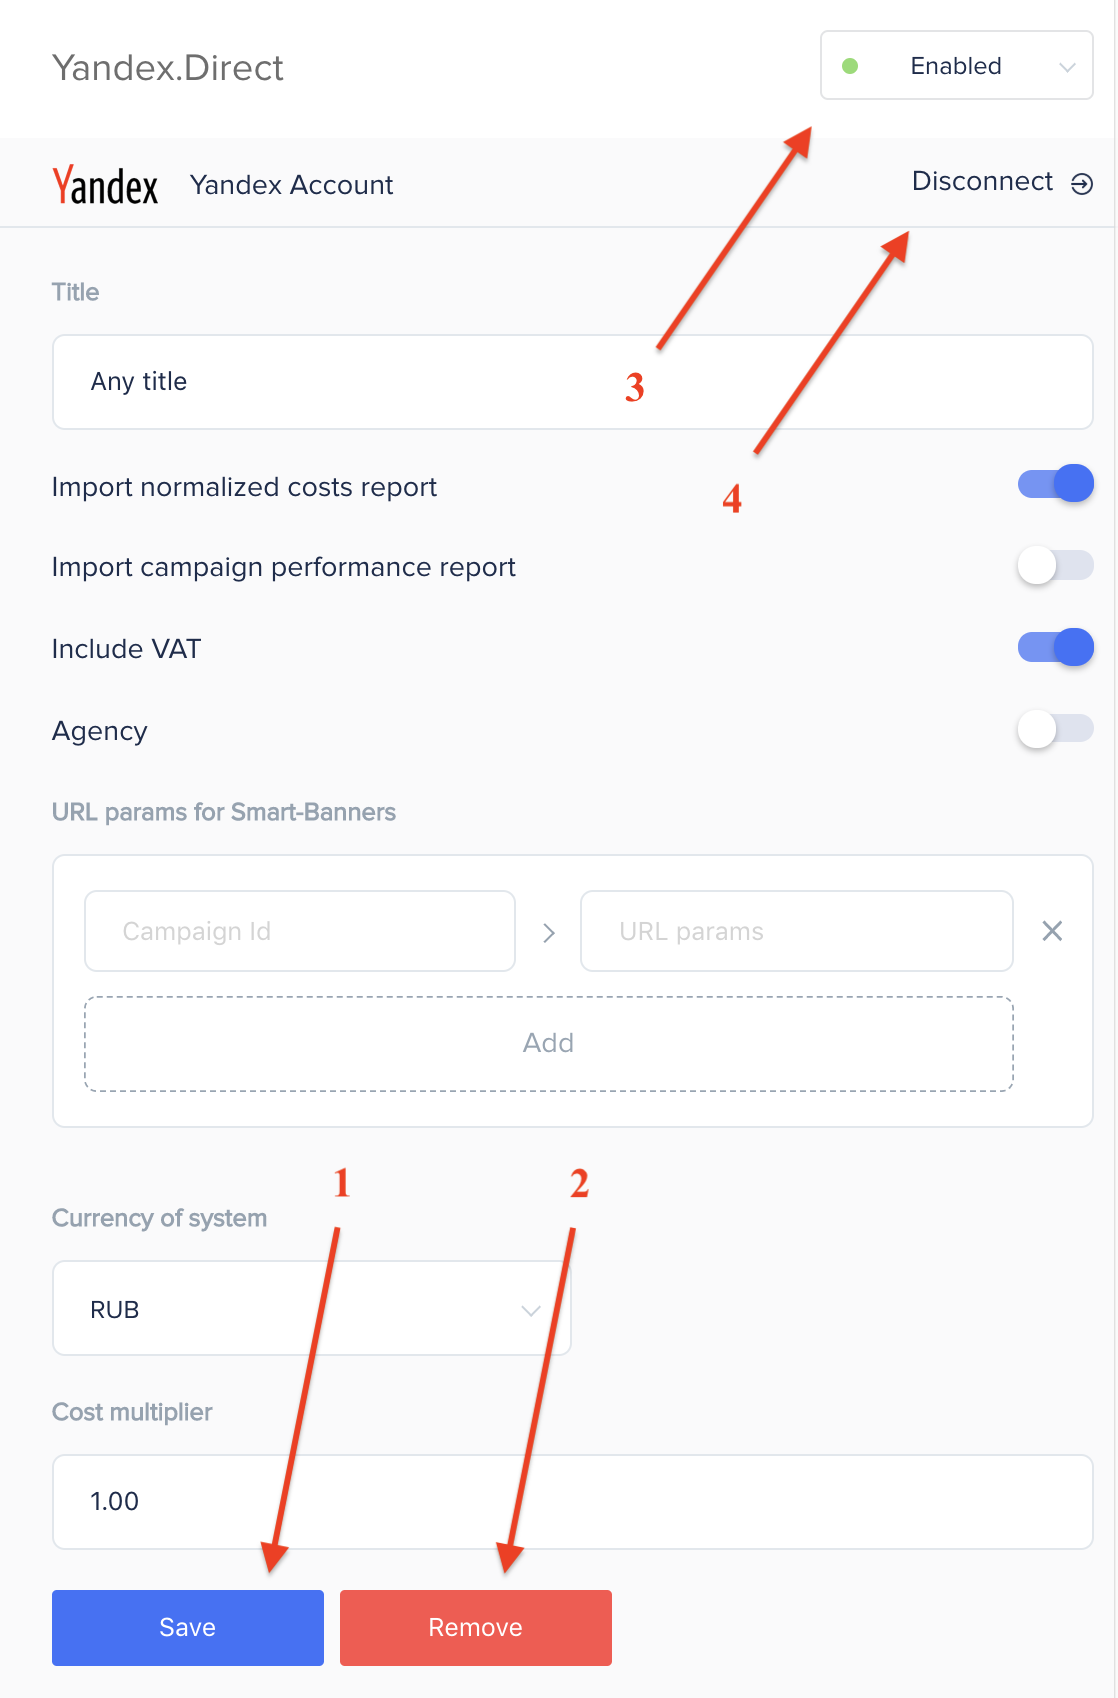 Yandex.Direct
Enabled
Yandex
Yandex Account
Disconnect
Title
Any title
3
Import normalized costs report
4
Import campaign performance report
Include VAT
Agency
URL params for Smart-Banners
Campaign Id
URL params
Add
1
2
Currency of system
RUB
Cost multiplier
1.00
Save
Remove